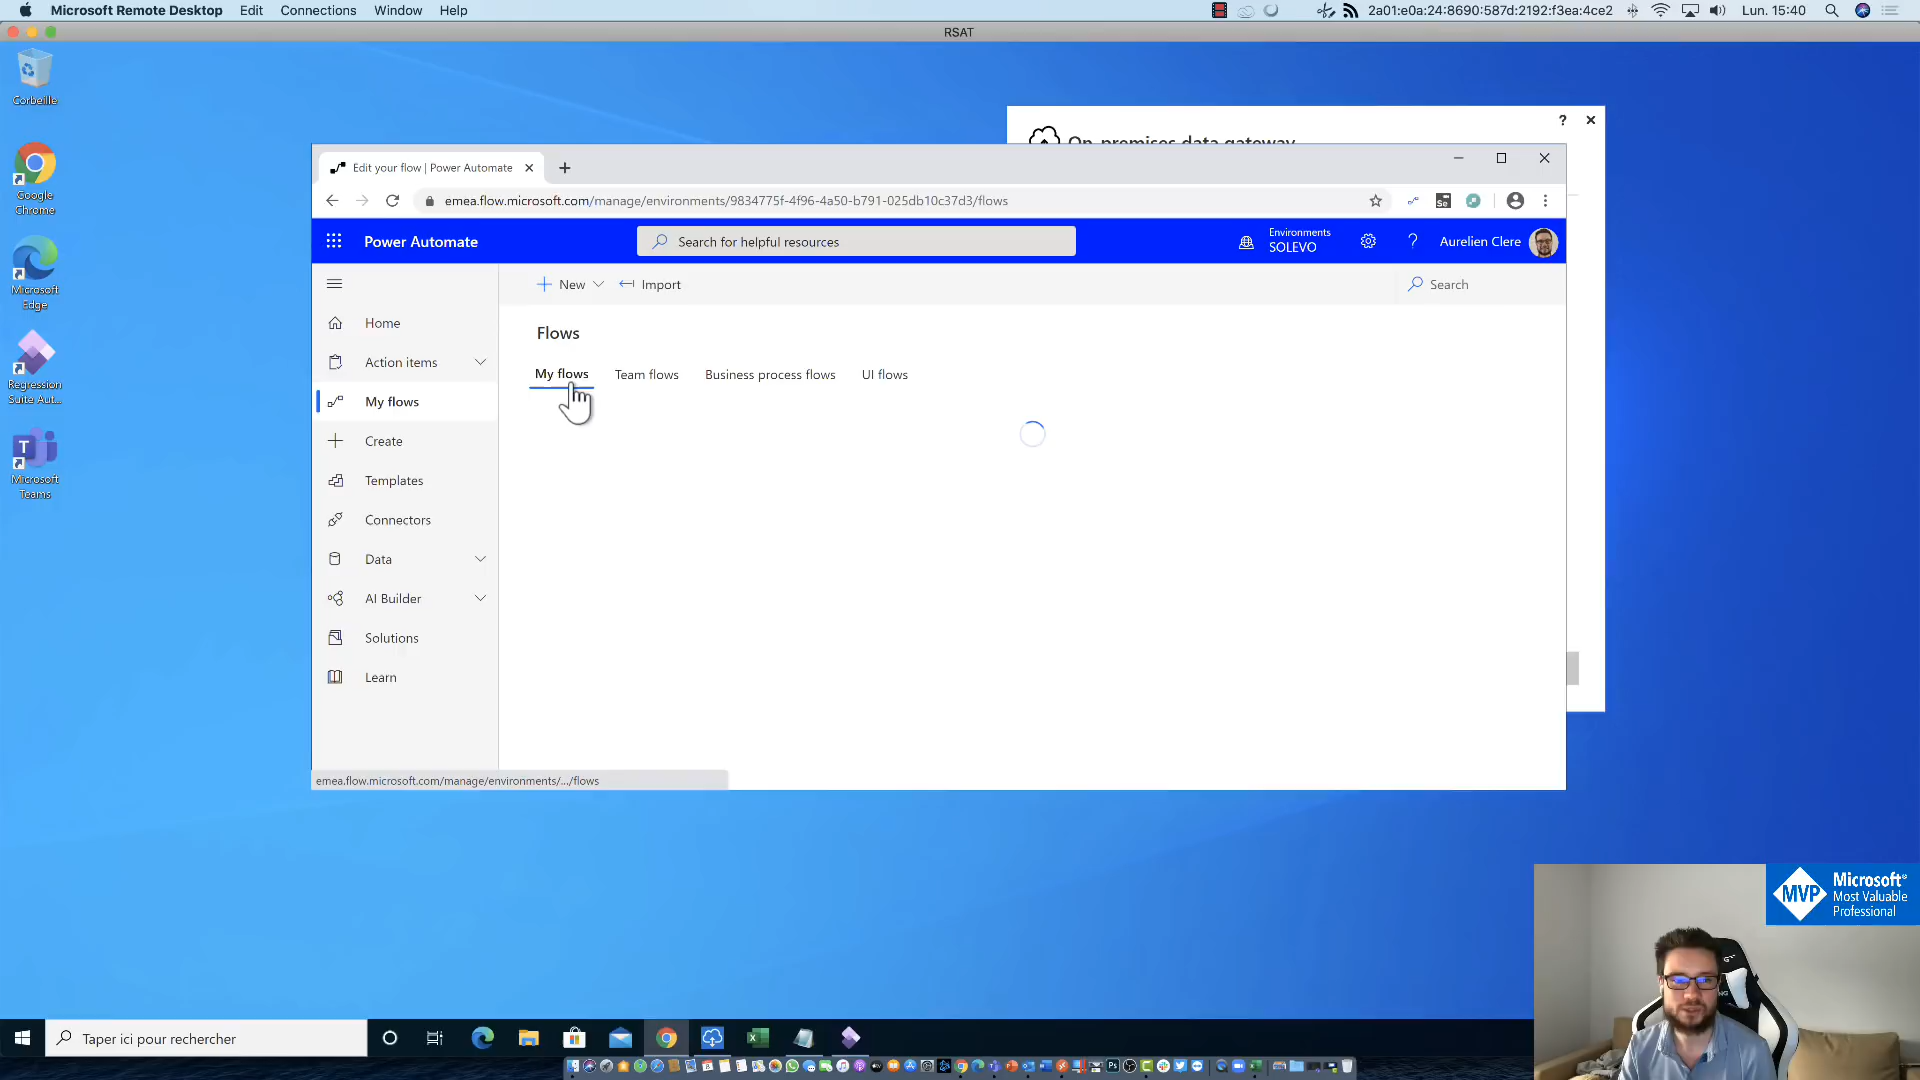 Microsoft Remote Desktop Edit Connections Window Help
2a01:e0a:24:8690:587d:2192:f3ea:4ce2 Lun. 15:40
RSAT
Corbeille
Google
Chrome
Microsoft
Edge
Regression
Suite Aut...
Microsoft
Teams
On-premises data gateway
Edit your flow | Power Automate
emea.flow.microsoft.com/manage/environments/9834775f-4f96-4a50-b791-025db10c37d3/flows
Power Automate
Search for helpful resources
Environments
SOLEVO
Aurelien Clere
New
Import
Search
Flows
My flows Team flows Business process flows UI flows
Home
Action items
My flows
Create
Templates
Connectors
Data
AI Builder
Solutions
Learn
emea.flow.microsoft.com/manage/environments/.../flows
MVP
Microsoft®
Most Valuable
Professional
Taper ici pour rechercher